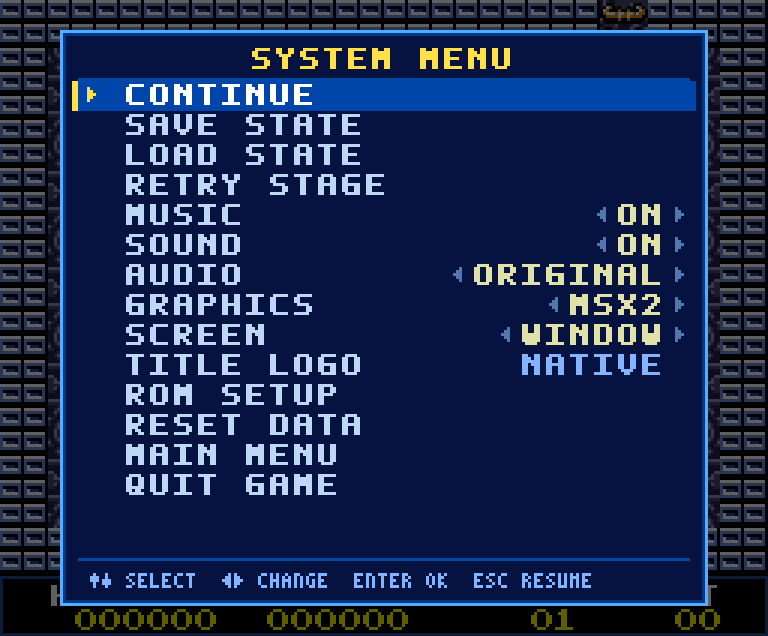 SYSTEM MENU
CONTINUE
SAVE STATE
LOAD STATE
RETRY STAGE
MUSIC ON
SOUND ON
AUDIO ORIGINAL
GRAPHICS MSX2
SCREEN WINDOW
TITLE LOGO NATIVE
ROM SETUP
RESET DATA
MAIN MENU
QUIT GAME
SELECT CHANGE ENTER OK ESC RESUME
000000 000000 01 00